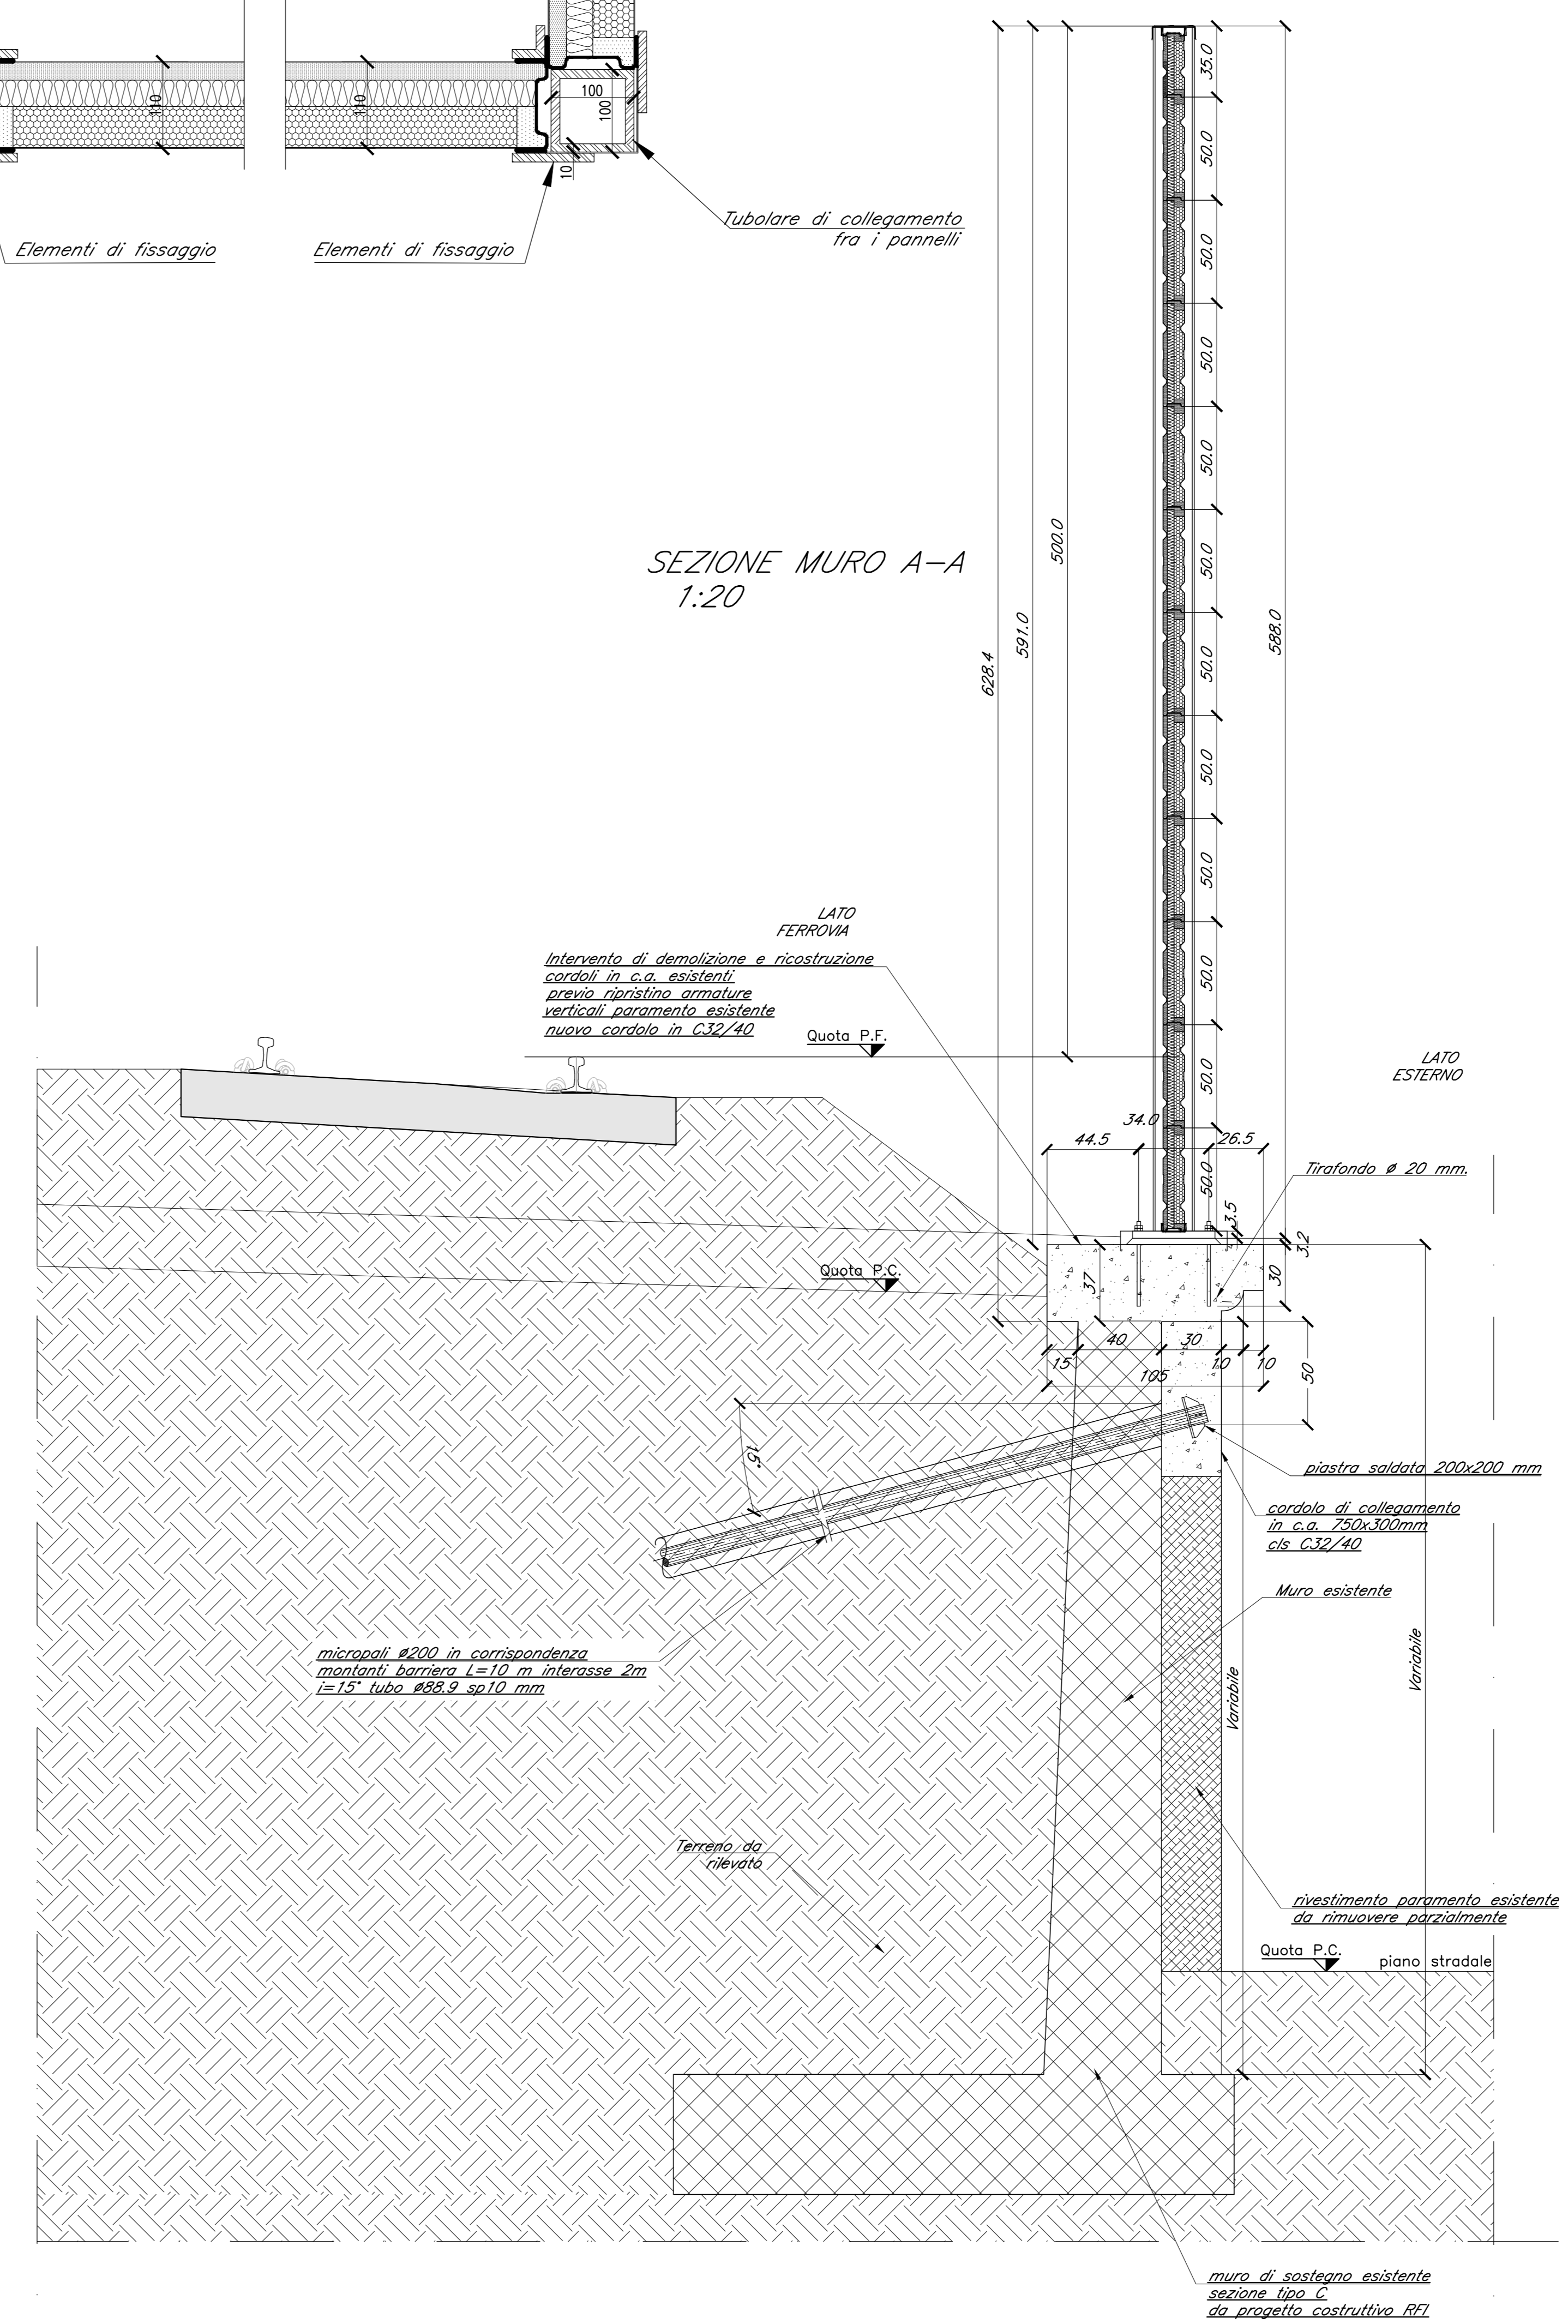 110
110
100
100
10
Elementi di fissaggio
Elementi di fissaggio
Tubolare di collegamento
fra i pannelli
35.0
50.0
50.0
50.0
50.0
50.0
50.0
50.0
50.0
50.0
50.0
50.0
500.0
591.0
628.4
588.0
SEZIONE MURO A-A
1:20
LATO
FERROVIA
Intervento di demolizione e ricostruzione
cordoli in c.a. esistenti
previo ripristino armature
verticali paramento esistente
nuovo cordolo in C32/40
Quota P.F.
LATO
ESTERNO
34.0
44.5
26.5
Tirafondo ø 20 mm.
3.5
3.2
Quota P.C.
37
30
40
30
15
10
10
105
50
15°
piastra saldata 200x200 mm
cordolo di collegamento
in c.a. 750x300mm
cls C32/40
Muro esistente
micropali ø200 in corrispondenza
montanti barriera L=10 m interasse 2m
i=15° tubo ø88.9 sp10 mm
Variabile
Variabile
Terreno da
rilevato
rivestimento paramento esistente
da rimuovere parzialmente
Quota P.C.
piano stradale
muro di sostegno esistente
sezione tipo C
da progetto costruttivo RFI